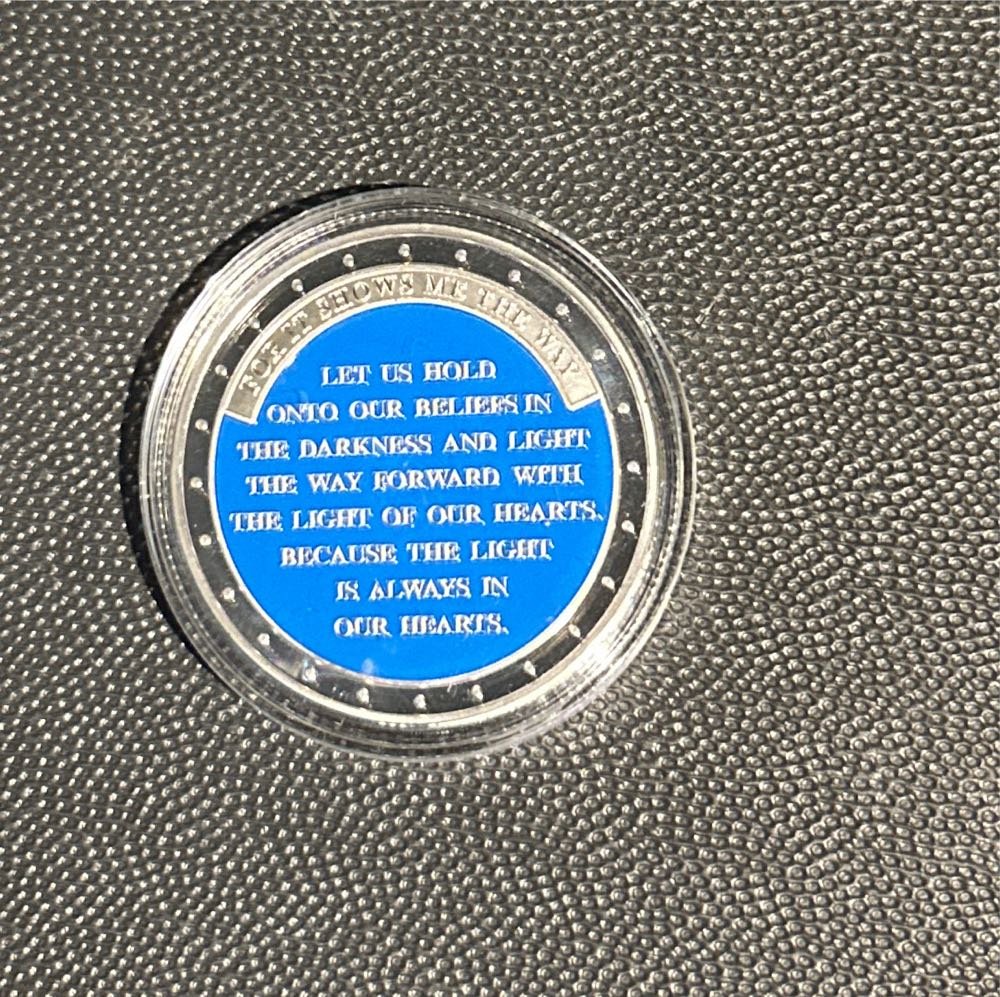 FOR IT SHOWS ME THE WAY
LET US HOLD
ONTO OUR BELIEFS IN
THE DARKNESS AND LIGHT
THE WAY FORWARD WITH
THE LIGHT OF OUR HEARTS.
BECAUSE THE LIGHT
IS ALWAYS IN
OUR HEARTS.